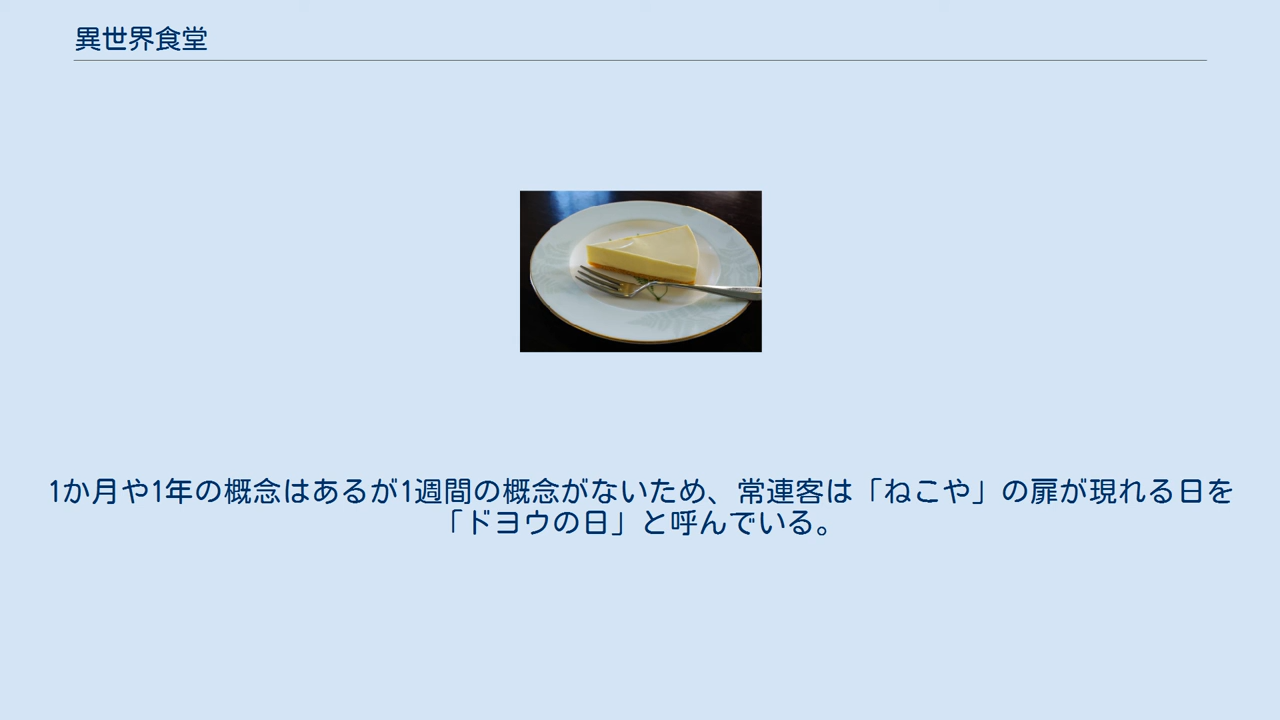 異世界食堂
1か月や1年の概念はあるが1週間の概念がないため、常連客は「ねこや」の扉が現れる日を
「ドヨウの日」と呼んでいる。